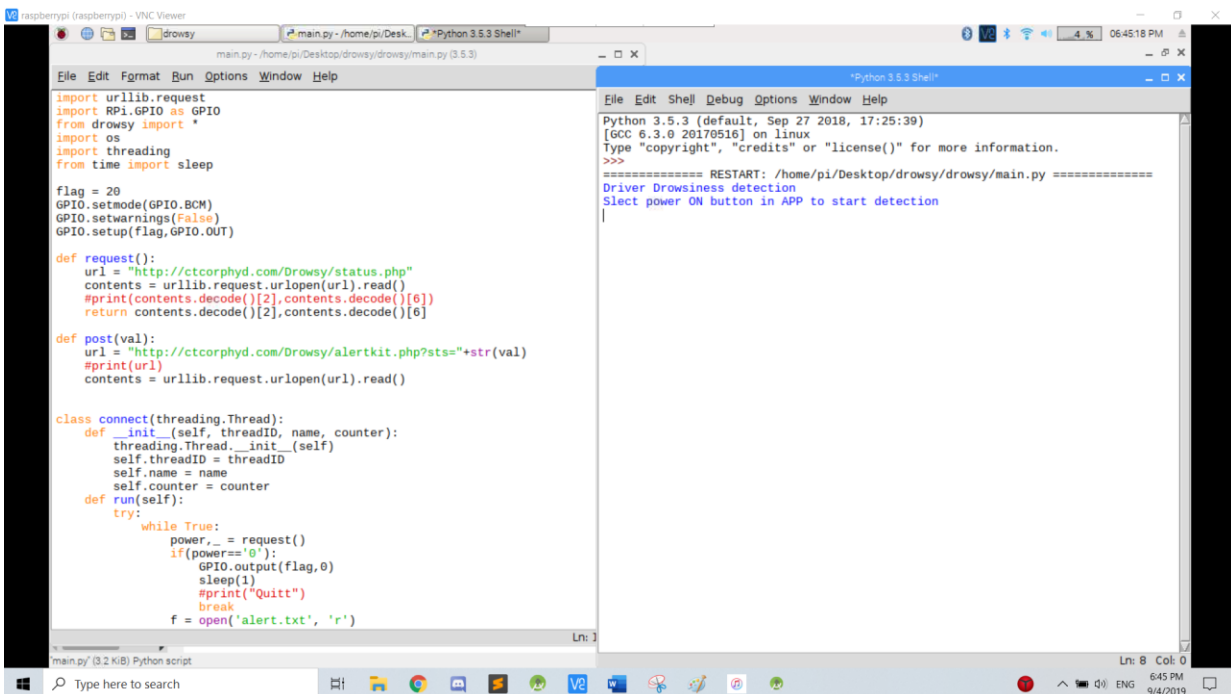 raspberrypi (raspberrypi) - VNC Viewer
drowsy
main.py - /home/pi/Desk...
*Python 3.5.3 Shell*
4 %
06:45:18 PM
main.py - /home/pi/Desktop/drowsy/drowsy/main.py (3.5.3)
File Edit Format Run Options Window Help
import urllib.request
import RPi.GPIO as GPIO
from drowsy import *
import os
import threading
from time import sleep
flag = 20
GPIO.setmode(GPIO.BCM)
GPIO.setwarnings(False)
GPIO.setup(flag,GPIO.OUT)
def request():
    url = "http://ctcorphyd.com/Drowsy/status.php"
    contents = urllib.request.urlopen(url).read()
    #print(contents.decode()[2],contents.decode()[6])
    return contents.decode()[2],contents.decode()[6]
def post(val):
    url = "http://ctcorphyd.com/Drowsy/alertkit.php?sts="+str(val)
    #print(url)
    contents = urllib.request.urlopen(url).read()
class connect(threading.Thread):
    def __init__(self, threadID, name, counter):
        threading.Thread.__init__(self)
        self.threadID = threadID
        self.name = name
        self.counter = counter
    def run(self):
        try:
            while True:
                power,_ = request()
                if(power=='0'):
                    GPIO.output(flag,0)
                    sleep(1)
                    #print("Quitt")
                    break
                f = open('alert.txt', 'r')
Ln: 1
"main.py" (3.2 KiB) Python script
*Python 3.5.3 Shell*
File Edit Shell Debug Options Window Help
Python 3.5.3 (default, Sep 27 2018, 17:25:39)
[GCC 6.3.0 20170516] on linux
Type "copyright", "credits" or "license()" for more information.
>>>
============== RESTART: /home/pi/Desktop/drowsy/drowsy/main.py ==============
Driver Drowsiness detection
Slect power ON button in APP to start detection
Ln: 8 Col: 0
Type here to search
ENG
6:45 PM
9/4/2019